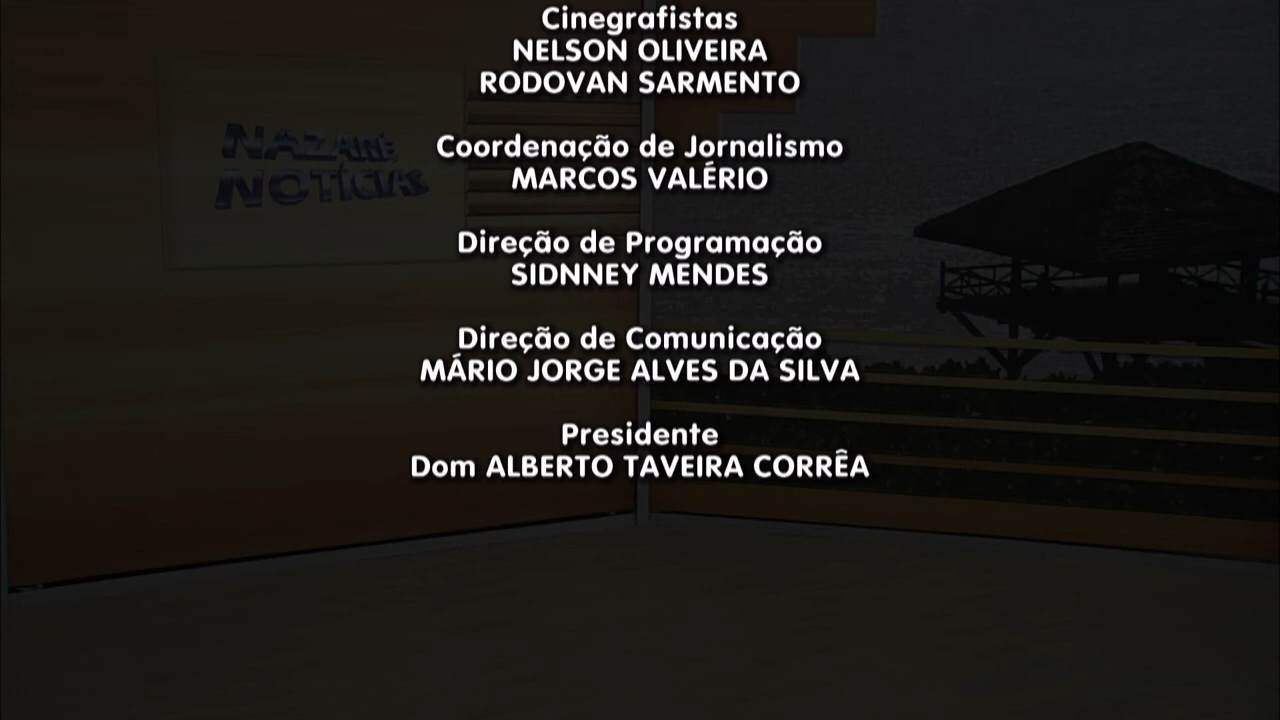 Cinegrafistas
NELSON OLIVEIRA
RODOVAN SARMENTO
Coordenação de Jornalismo
MARCOS VALÉRIO
Direção de Programação
SIDNNEY MENDES
Direção de Comunicação
MÁRIO JORGE ALVES DA SILVA
Presidente
Dom ALBERTO TAVEIRA CORRÊA
NAZARÉ
NOTÍCIAS